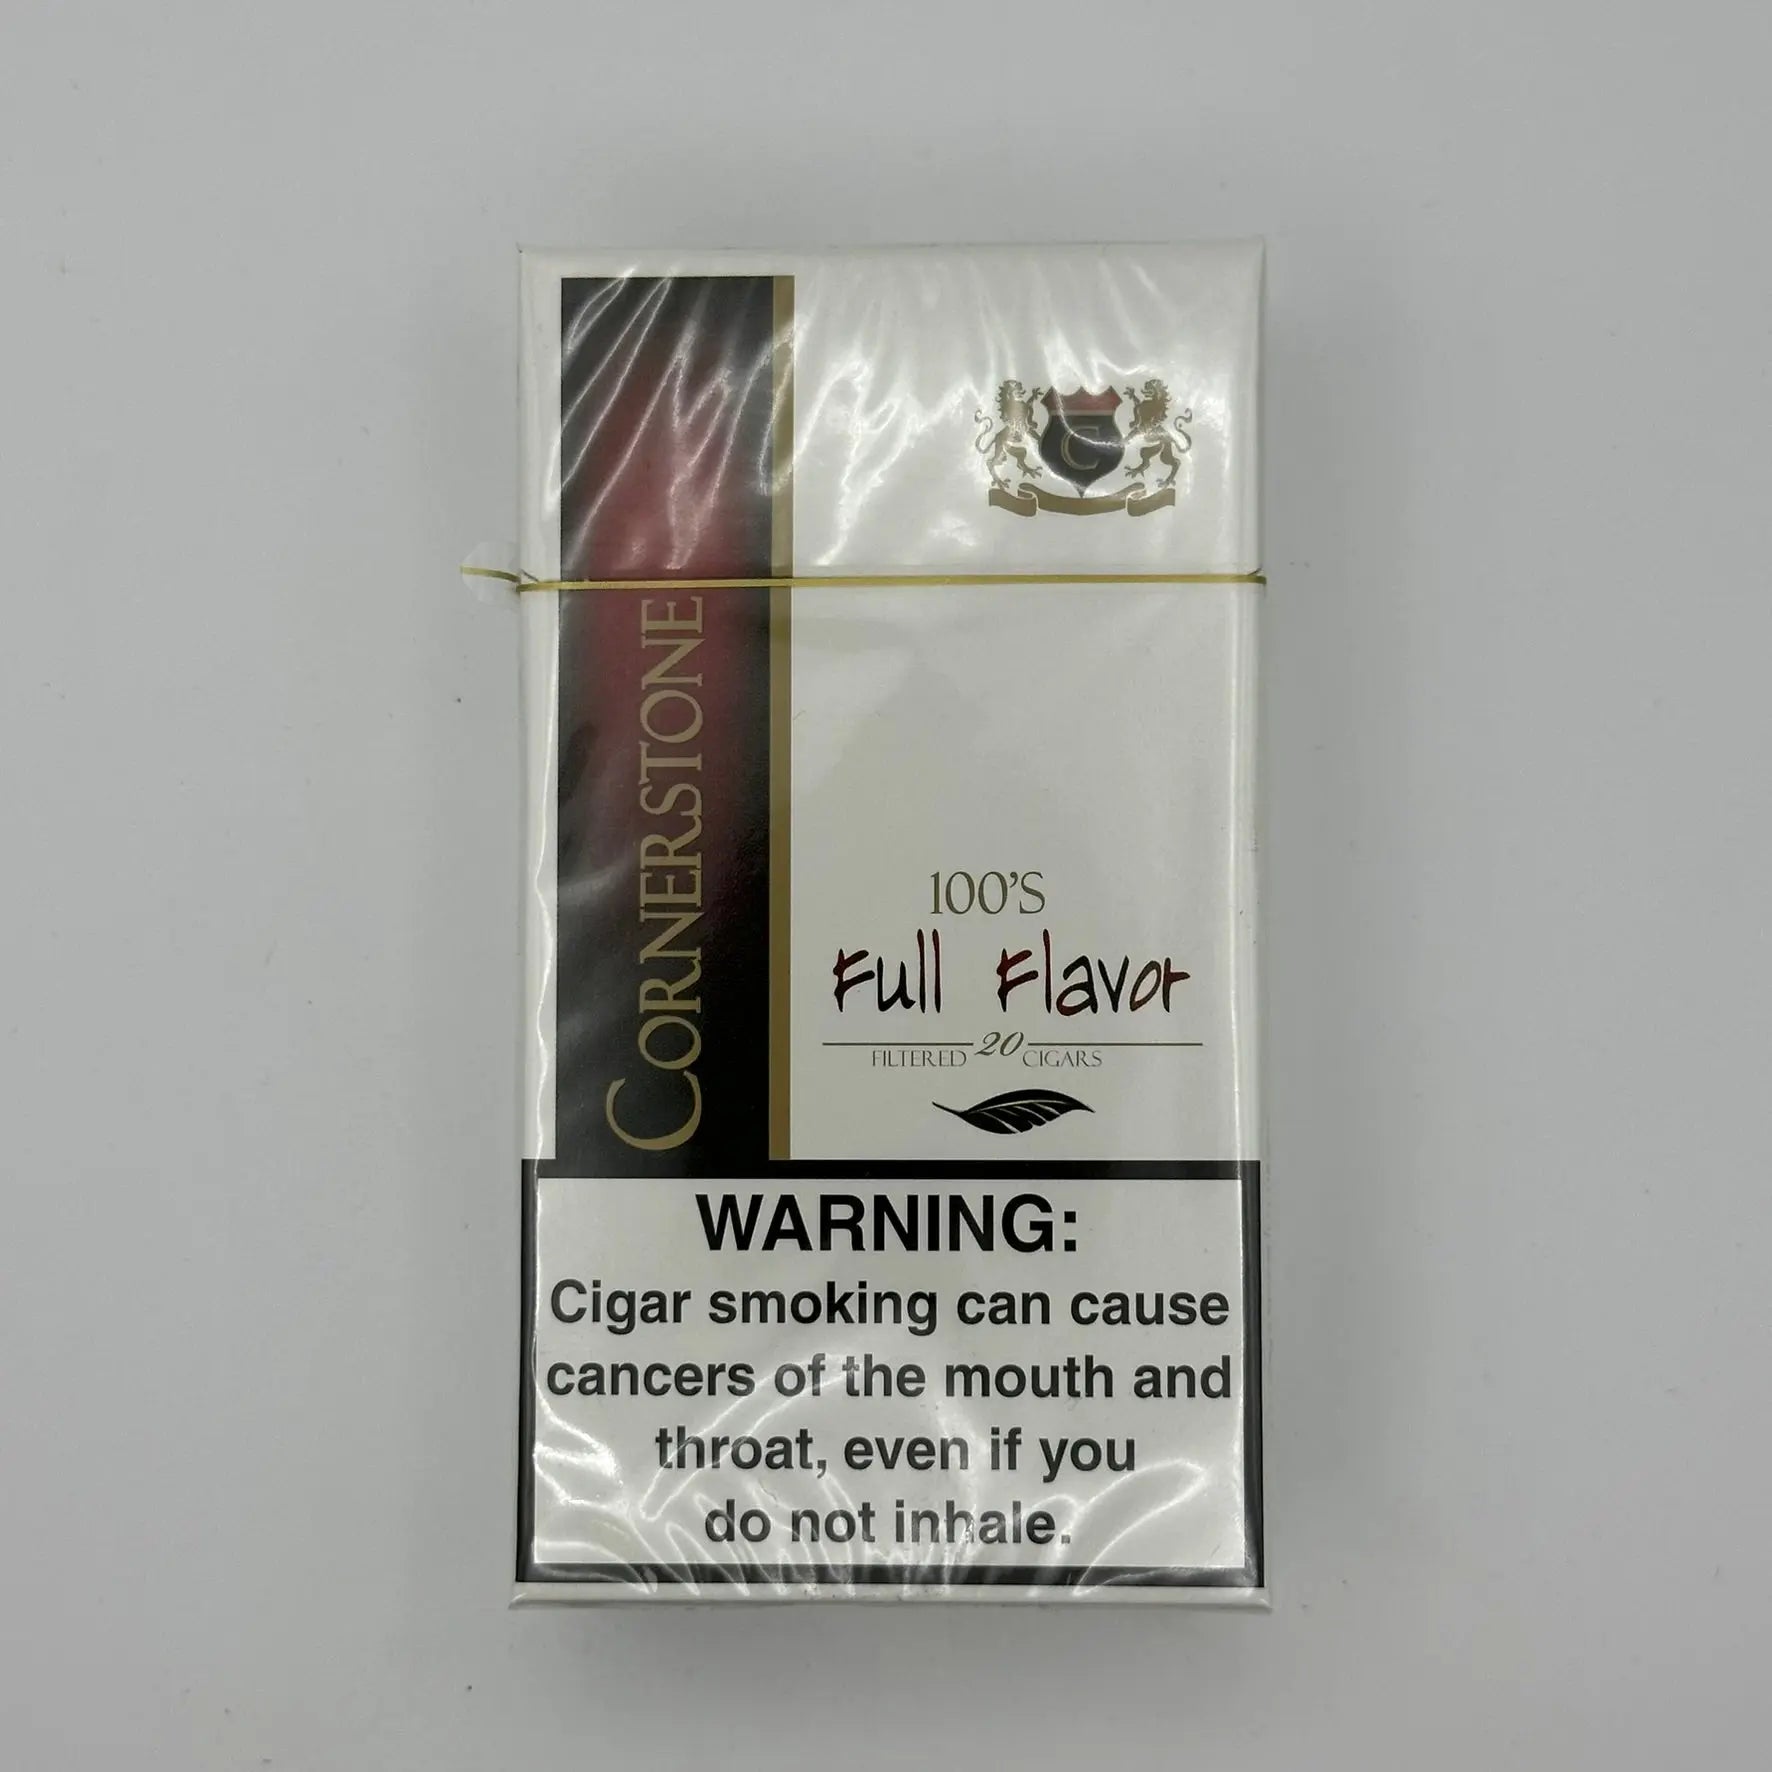 C
CORNERSTONE
100'S
Full Flavor
FILTERED 20 CIGARS
WARNING:
Cigar smoking can cause
cancers of the mouth and
throat, even if you
do not inhale.